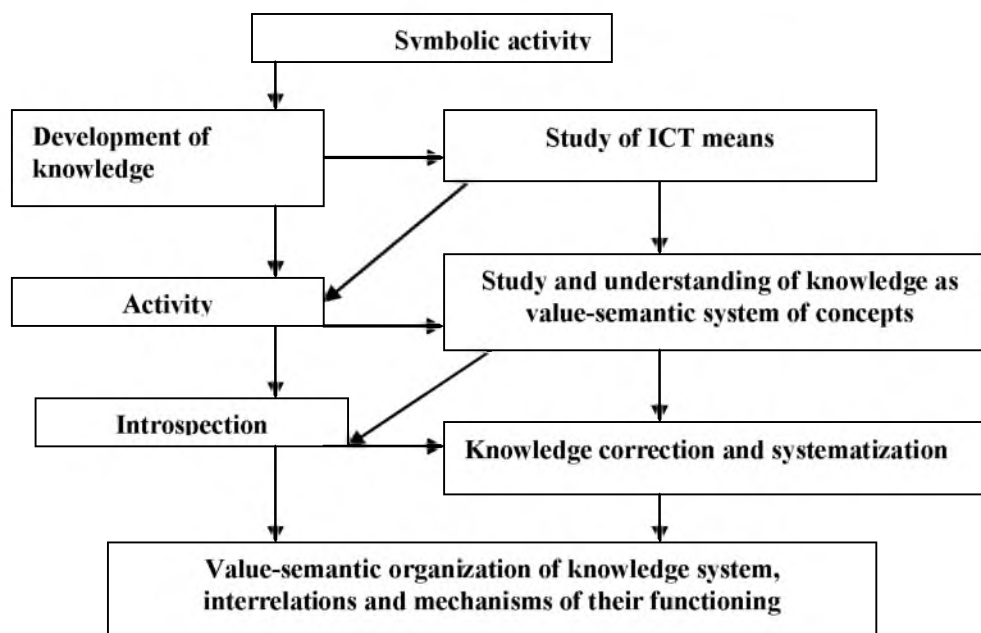 Symbolic activity
Development of
knowledge
Study of ICT means
Activity
Study and understanding of knowledge as
value-semantic system of concepts
Introspection
Knowledge correction and systematization
Value-semantic organization of knowledge system,
interrelations and mechanisms of their functioning